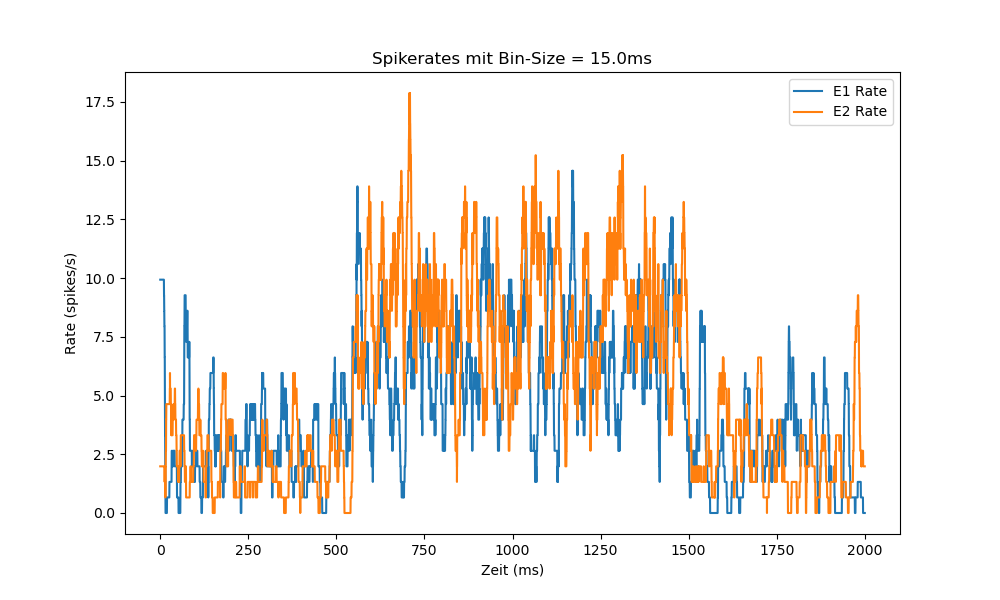 Spikerates mit Bin-Size = 15.0ms
E1 Rate
E2 Rate
17.5
15.0
12.5
10.0
7.5
5.0
2.5
0.0
Rate (spikes/s)
0 250 500 750 1000 1250 1500 1750 2000
Zeit (ms)